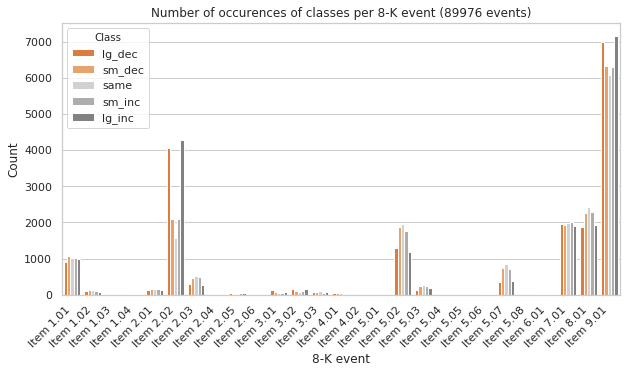 Number of occurences of classes per 8-K event (89976 events)
Class
lg_dec
sm_dec
same
sm_inc
lg_inc
7000
6000
5000
4000
3000
2000
1000
0
Count
Item 1.01
Item 1.02
Item 1.03
Item 1.04
Item 2.01
Item 2.02
Item 2.03
Item 2.04
Item 2.05
Item 2.06
Item 3.01
Item 3.02
Item 3.03
Item 4.01
Item 4.02
Item 5.01
Item 5.02
Item 5.03
Item 5.04
Item 5.05
Item 5.06
Item 5.07
Item 5.08
Item 6.01
Item 7.01
Item 8.01
Item 9.01
8-K event